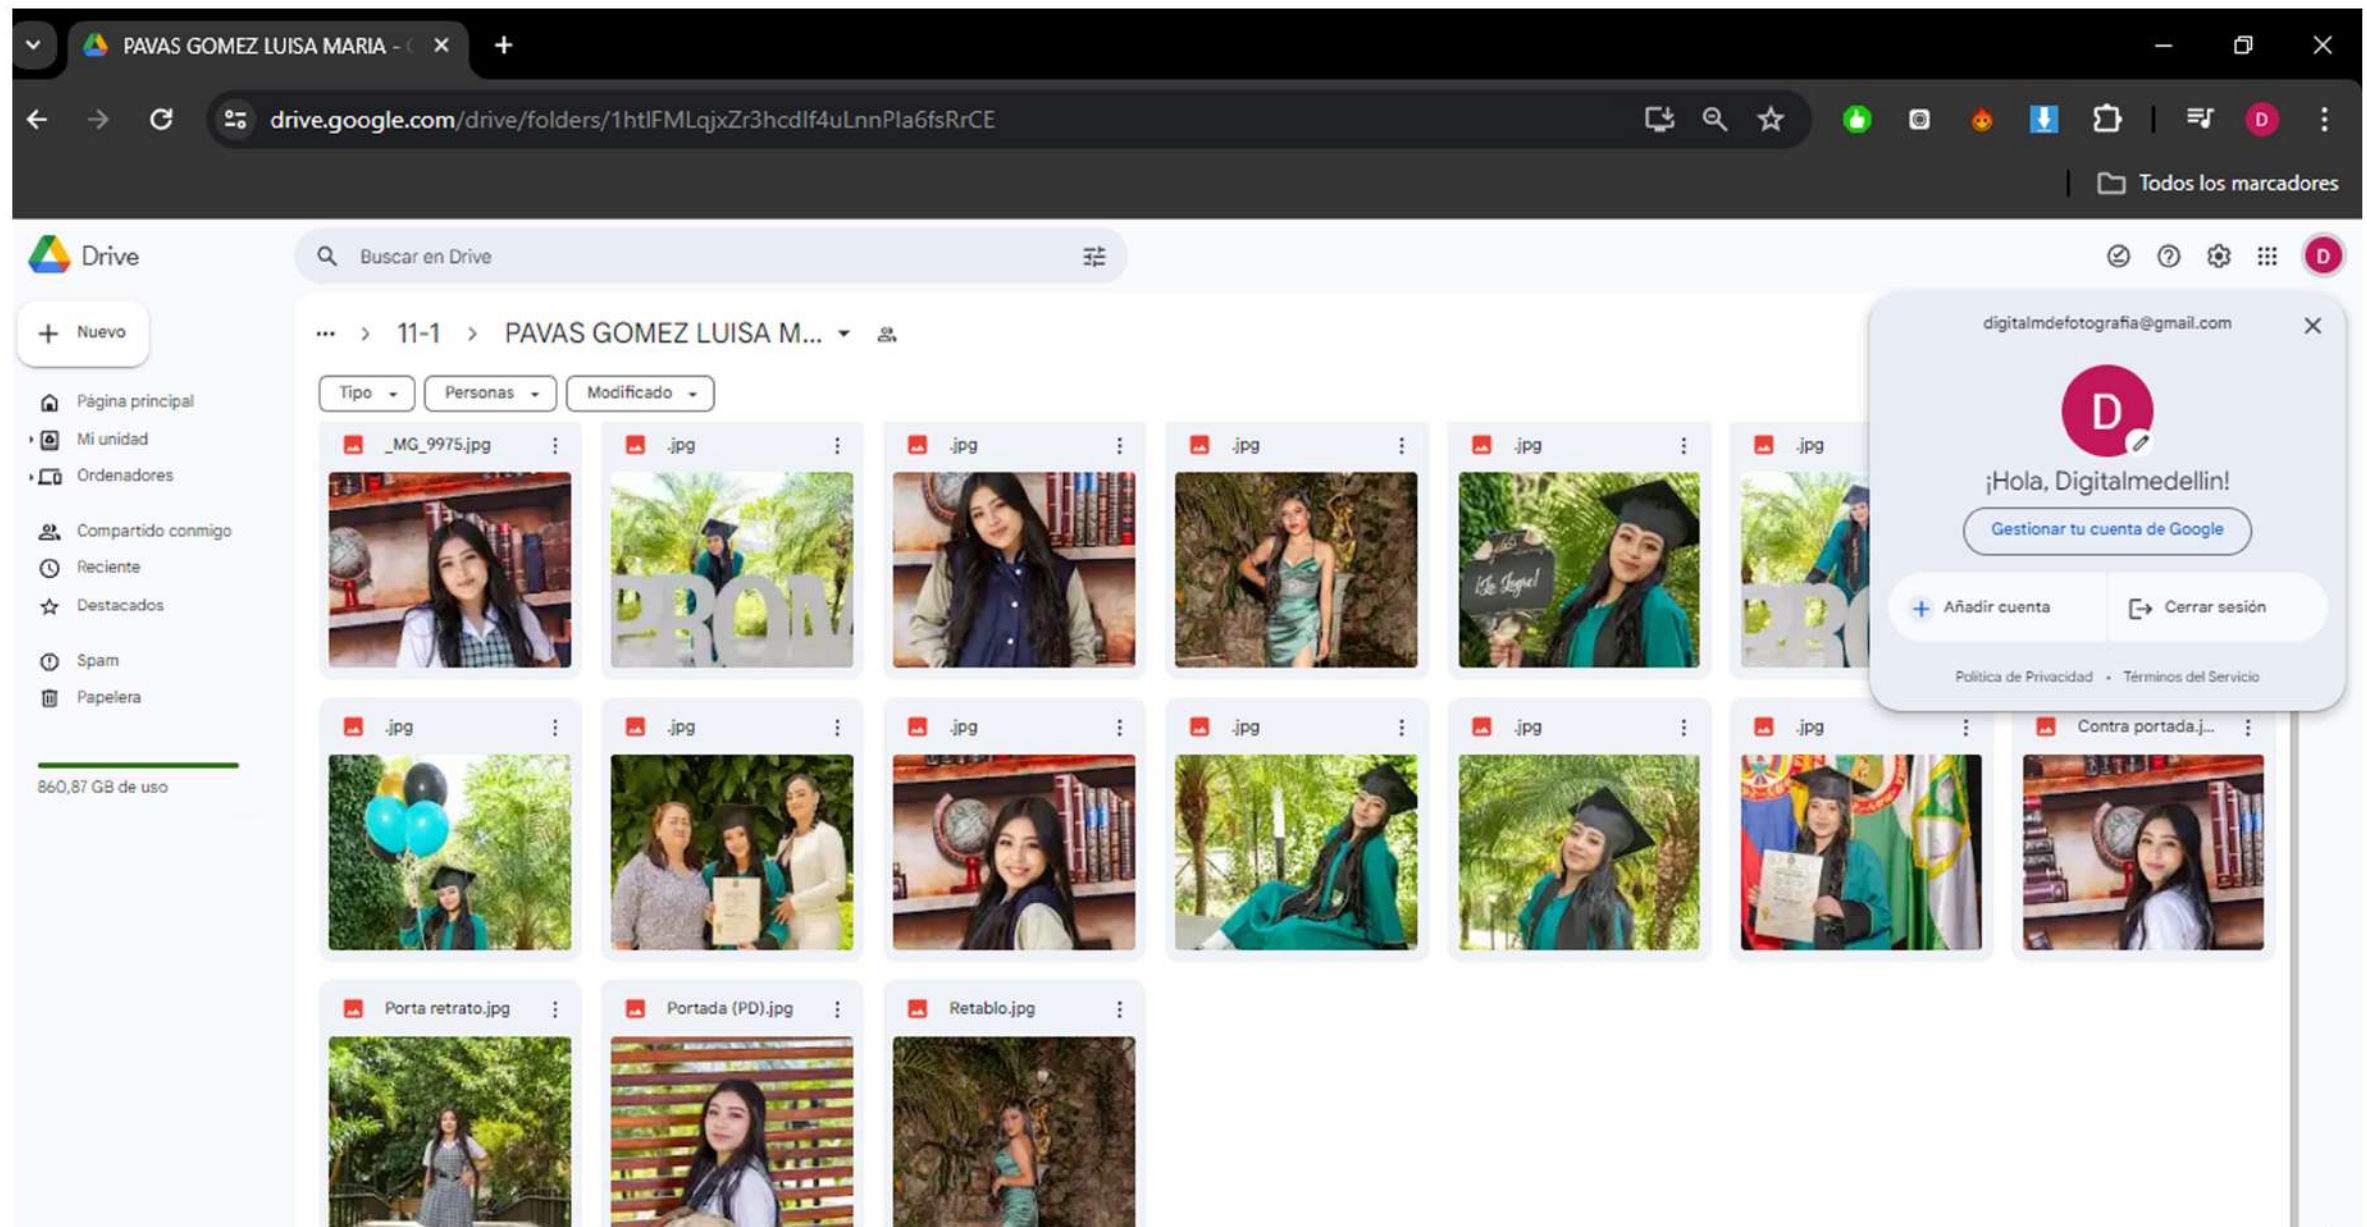 PAVAS GOMEZ LUISA MARIA -
drive.google.com/drive/folders/1htlFMLqjxZr3hcdlf4uLnnPla6fsRrCE
D
Todos los marcadores
Drive
Buscar en Drive
D
Nuevo
... > 11-1 > PAVAS GOMEZ LUISA M...
digitalmdefotografia@gmail.com
Tipo
Personas
Modificado
D
¡Hola, Digitalmedellin!
Gestionar tu cuenta de Google
Añadir cuenta
Cerrar sesión
Política de Privacidad • Términos del Servicio
Página principal
Mi unidad
Ordenadores
Compartido conmigo
Reciente
Destacados
Spam
Papelera
860,87 GB de uso
_MG_9975.jpg
.jpg
.jpg
.jpg
.jpg
.jpg
PROM
¡Lo Logré!
PRO
.jpg
.jpg
.jpg
.jpg
.jpg
.jpg
Contra portada.j...
Porta retrato.jpg
Portada (PD).jpg
Retablo.jpg